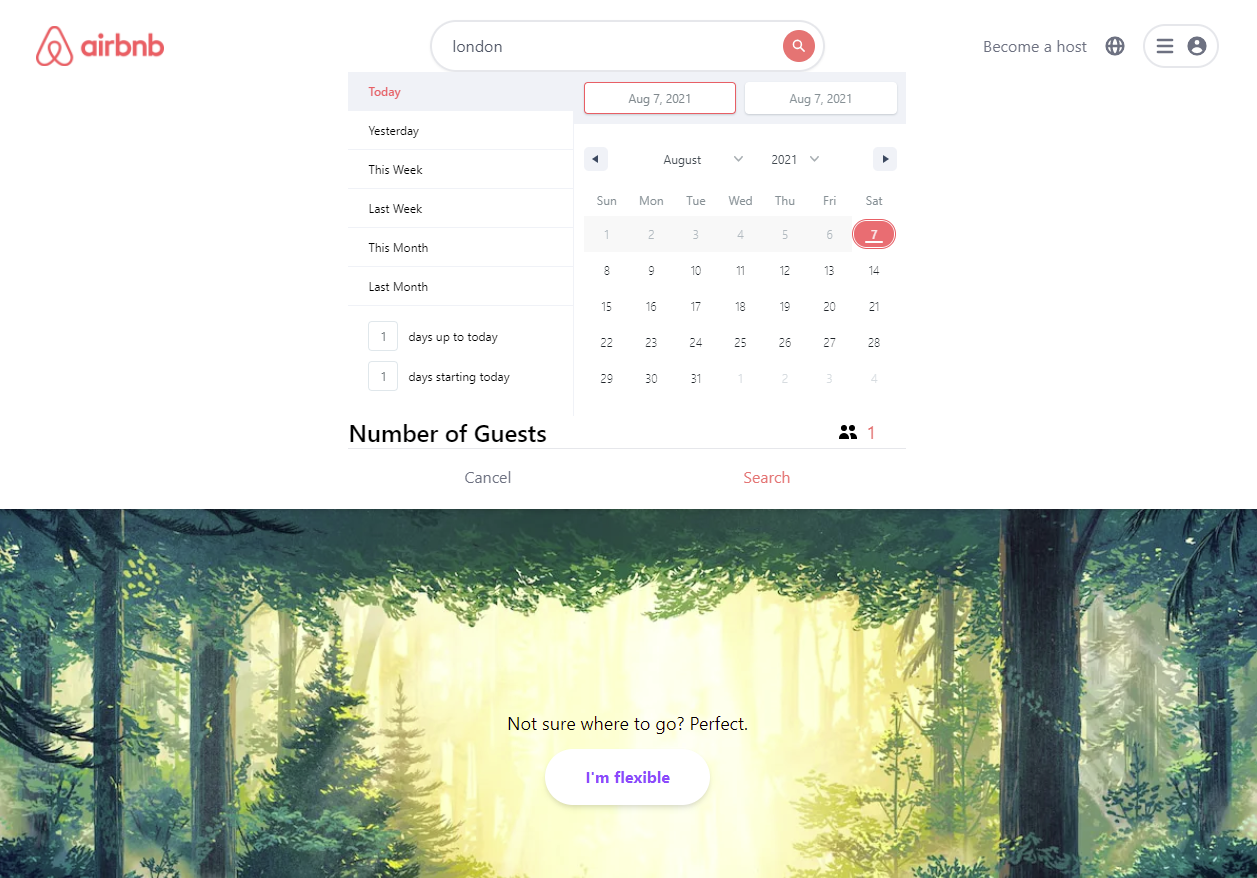 airbnb
london
Become a host
Today
Aug 7, 2021
Aug 7, 2021
Yesterday
This Week
Last Week
This Month
Last Month
1 days up to today
1 days starting today
August 2021
Sun Mon Tue Wed Thu Fri Sat
1 2 3 4 5 6 7
8 9 10 11 12 13 14
15 16 17 18 19 20 21
22 23 24 25 26 27 28
29 30 31 1 2 3 4
Number of Guests 1
Cancel Search
Not sure where to go? Perfect.
I'm flexible